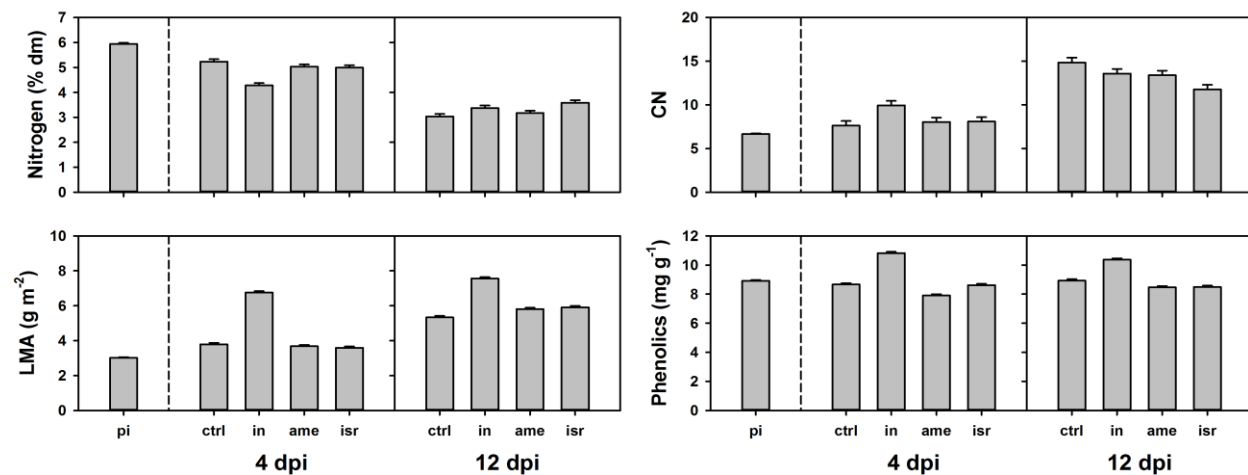 Nitrogen (% dm)
7
6
5
4
3
2
1
0
CN
20
15
10
5
0
LMA (g m-2)
10
8
6
4
2
0
pi
ctrl in ame isr
ctrl in ame isr
4 dpi
12 dpi
Phenolics (mg g-1)
12
10
8
6
4
2
0
pi
ctrl in ame isr
ctrl in ame isr
4 dpi
12 dpi